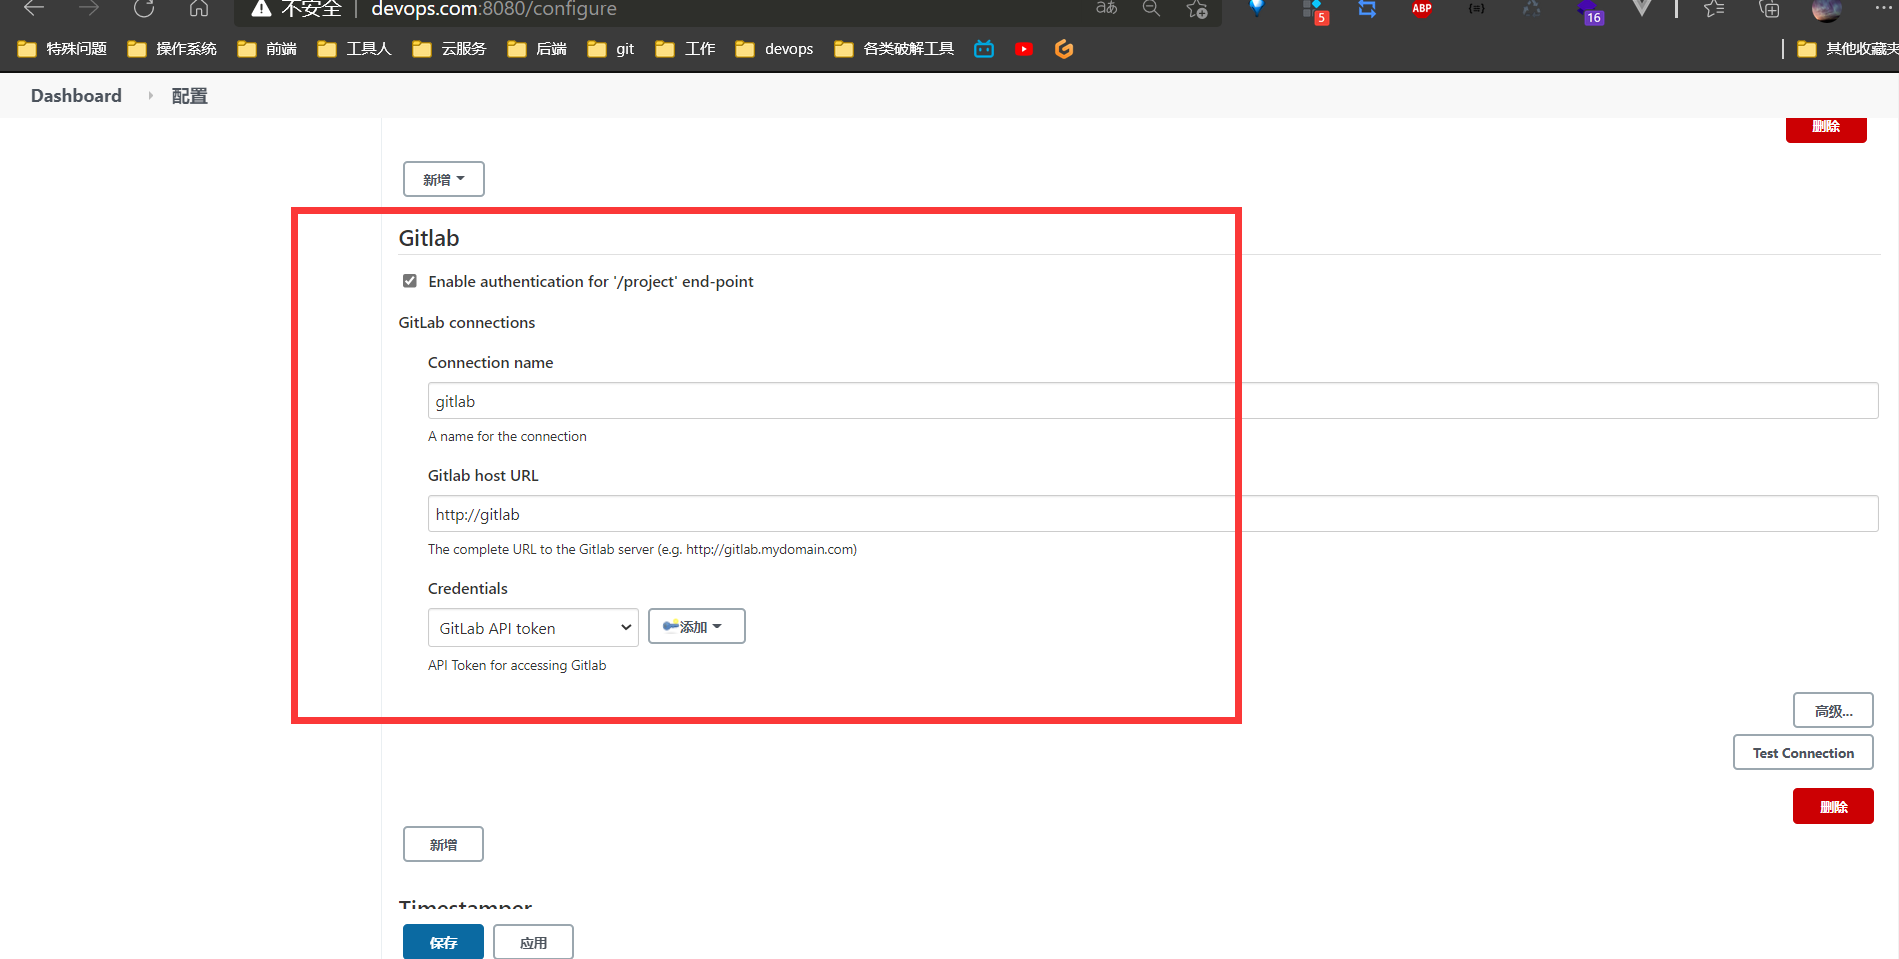 不安全 | devops.com:8080/configure aあ 5 ABP 16
特殊问题 操作系统 前端 工具人 云服务 后端 git 工作 devops 各类破解工具 其他收藏夹
Dashboard 配置
删除
新增
Gitlab
Enable authentication for '/project' end-point
GitLab connections
Connection name
gitlab
A name for the connection
Gitlab host URL
http://gitlab
The complete URL to the Gitlab server (e.g. http://gitlab.mydomain.com)
Credentials
GitLab API token 添加
API Token for accessing Gitlab
高级...
Test Connection
删除
新增
Timestamper
保存 应用